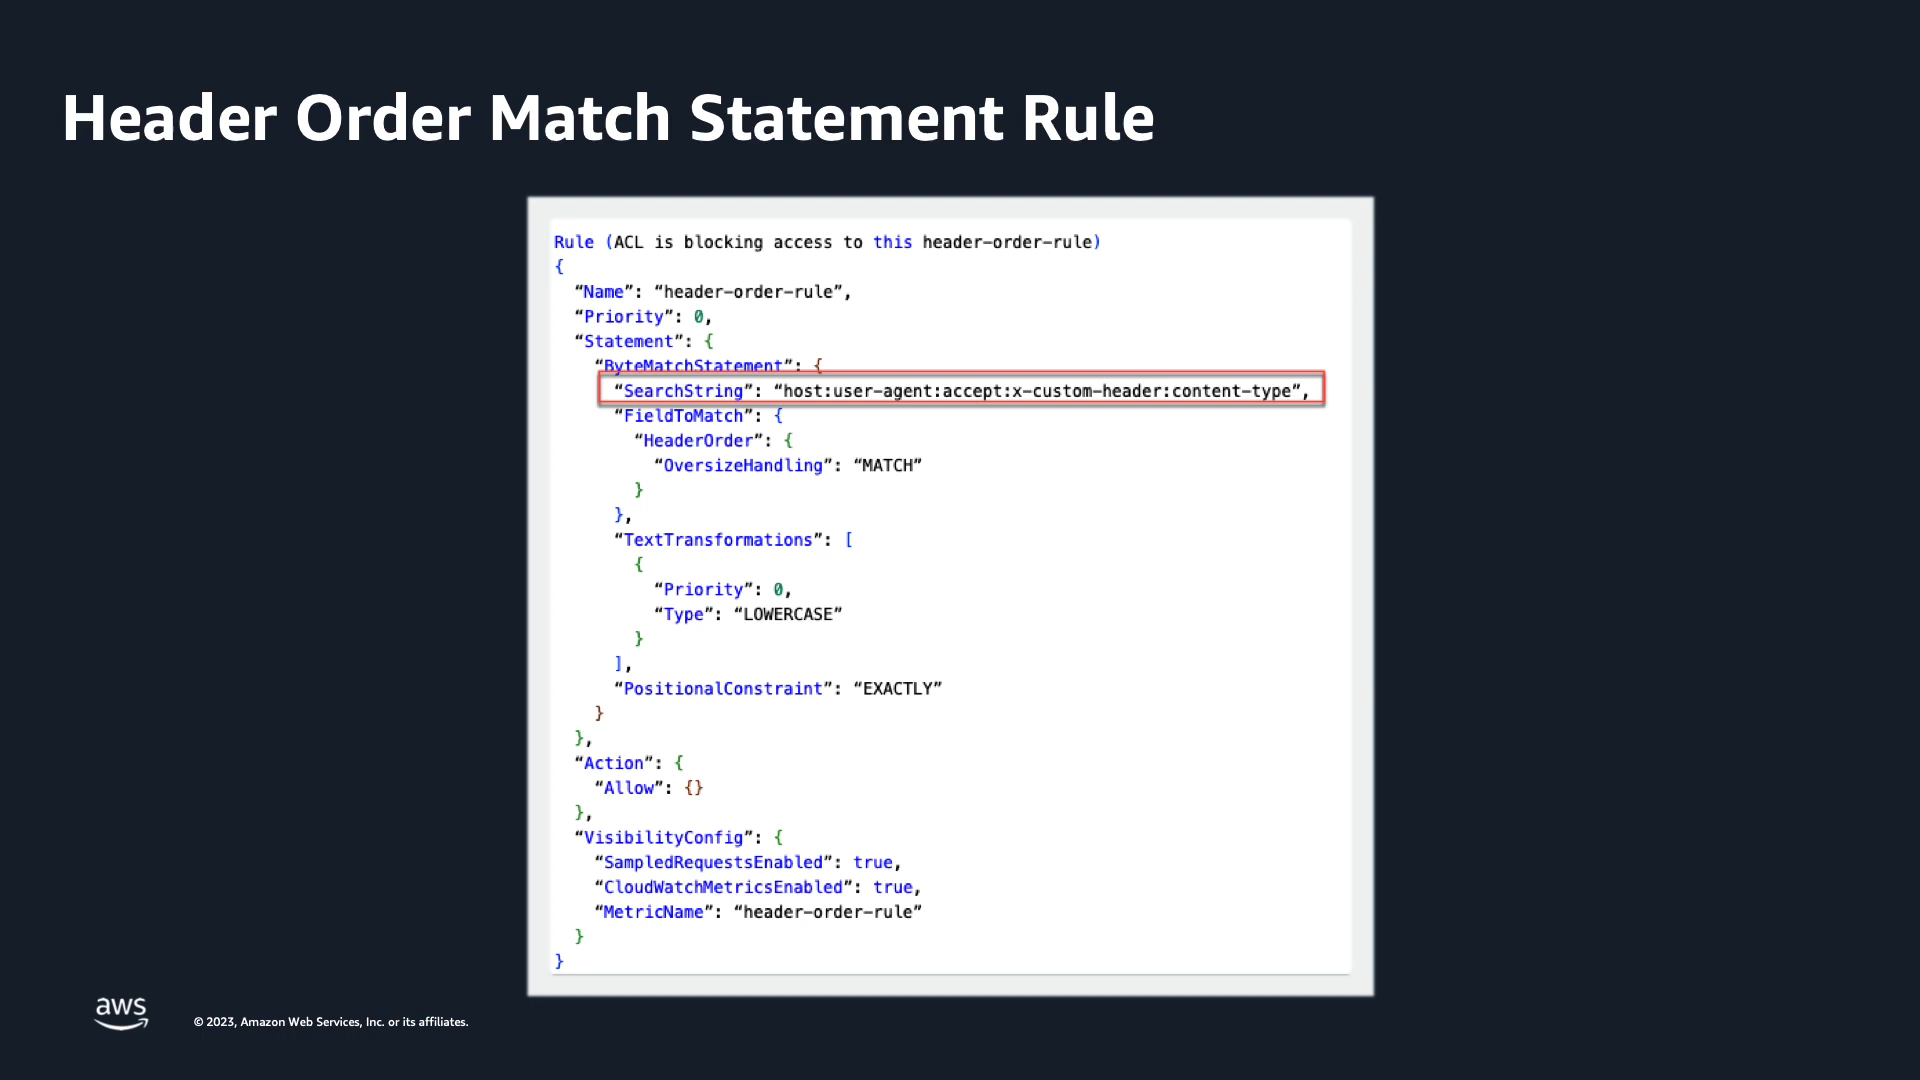 Header Order Match Statement Rule
Rule (ACL is blocking access to this header-order-rule)
{
“Name”: “header-order-rule”,
“Priority”: 0,
“Statement”: {
“ByteMatchStatement”: {
“SearchString”: “host:user-agent:accept:x-custom-header:content-type”,
“FieldToMatch”: {
“HeaderOrder”: {
“OversizeHandling”: “MATCH”
}
},
“TextTransformations”: [
{
“Priority”: 0,
“Type”: “LOWERCASE”
}
],
“PositionalConstraint”: “EXACTLY”
}
},
“Action”: {
“Allow”: {}
},
“VisibilityConfig”: {
“SampledRequestsEnabled”: true,
“CloudWatchMetricsEnabled”: true,
“MetricName”: “header-order-rule”
}
}
aws
© 2023, Amazon Web Services, Inc. or its affiliates.